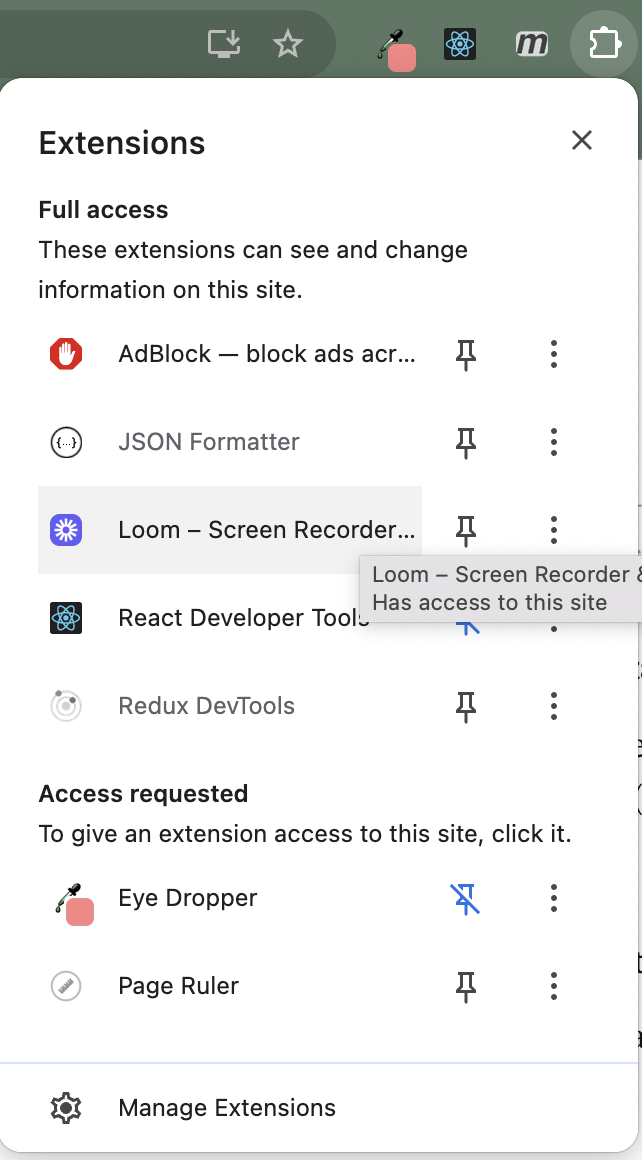 m
Extensions
Full access
These extensions can see and change
information on this site.
AdBlock — block ads acr...
{...}
JSON Formatter
Loom – Screen Recorder...
Loom – Screen Recorder &
Has access to this site
React Developer Tools
Redux DevTools
Access requested
To give an extension access to this site, click it.
Eye Dropper
Page Ruler
Manage Extensions